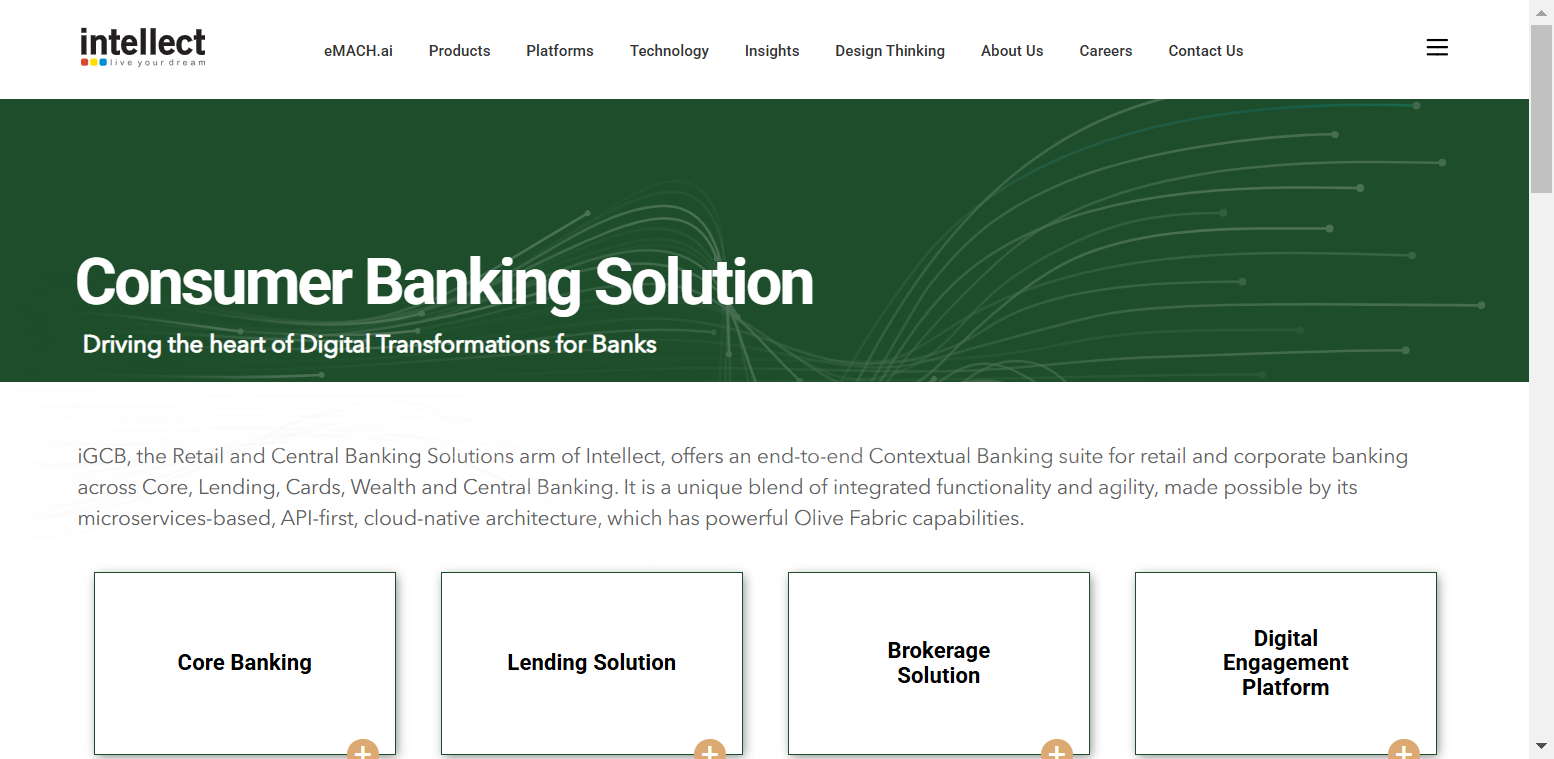 intellect
live your dream
eMACH.ai Products Platforms Technology Insights Design Thinking About Us Careers Contact Us
Consumer Banking Solution
Driving the heart of Digital Transformations for Banks
iGCB, the Retail and Central Banking Solutions arm of Intellect, offers an end-to-end Contextual Banking suite for retail and corporate banking
across Core, Lending, Cards, Wealth and Central Banking. It is a unique blend of integrated functionality and agility, made possible by its
microservices-based, API-first, cloud-native architecture, which has powerful Olive Fabric capabilities.
Core Banking
Lending Solution
Brokerage
Solution
Digital
Engagement
Platform